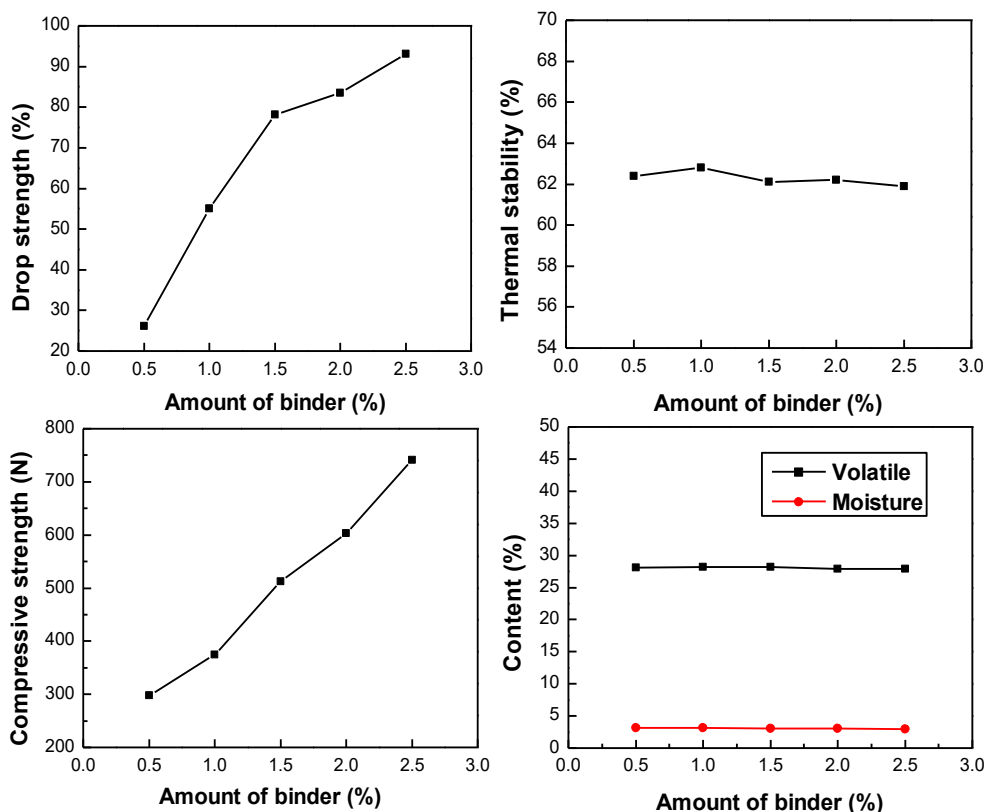 Drop strength (%)
100
90
80
70
60
50
40
30
20
0.0 0.5 1.0 1.5 2.0 2.5 3.0
Amount of binder (%)
Thermal stability (%)
70
68
66
64
62
60
58
56
54
0.0 0.5 1.0 1.5 2.0 2.5 3.0
Amount of binder (%)
Compressive strength (N)
800
700
600
500
400
300
200
0.0 0.5 1.0 1.5 2.0 2.5 3.0
Amount of binder (%)
Content (%)
50
45
40
35
30
25
20
15
10
5
0
Volatile
Moisture
0.0 0.5 1.0 1.5 2.0 2.5 3.0
Amount of binder (%)